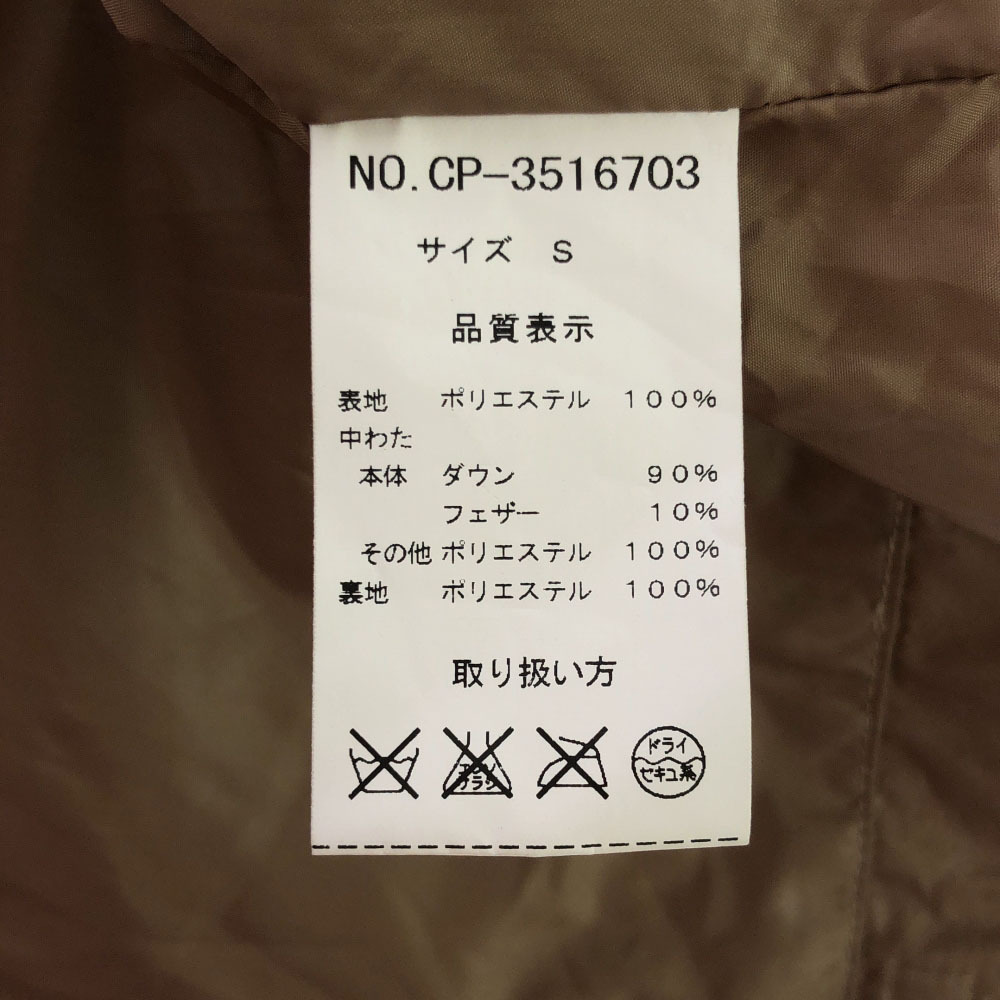 NO.CP-3516703
サイズ S
品質表示
表地 ポリエステル 100%
中わた
本体 ダウン 90%
フェザー 10%
その他 ポリエステル 100%
裏地 ポリエステル 100%
取り扱い方
エンソ
サラシ
ドライ
セキユ系